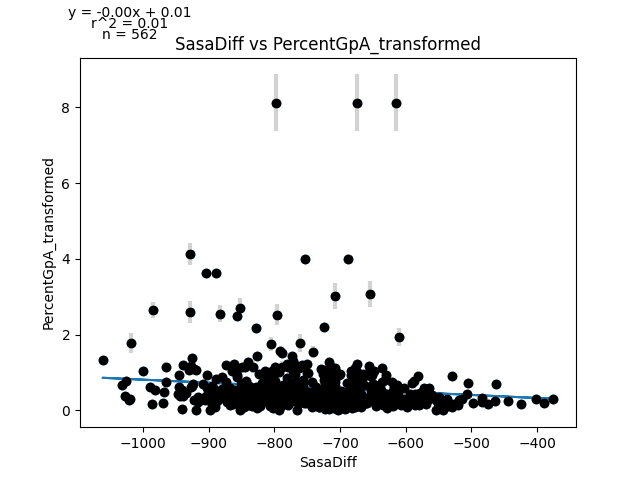 y = -0.00x + 0.01
r^2 = 0.01
n = 562
SasaDiff vs PercentGpA_transformed
PercentGpA_transformed
8
6
4
2
0
−1000 −900 −800 −700 −600 −500 −400
SasaDiff